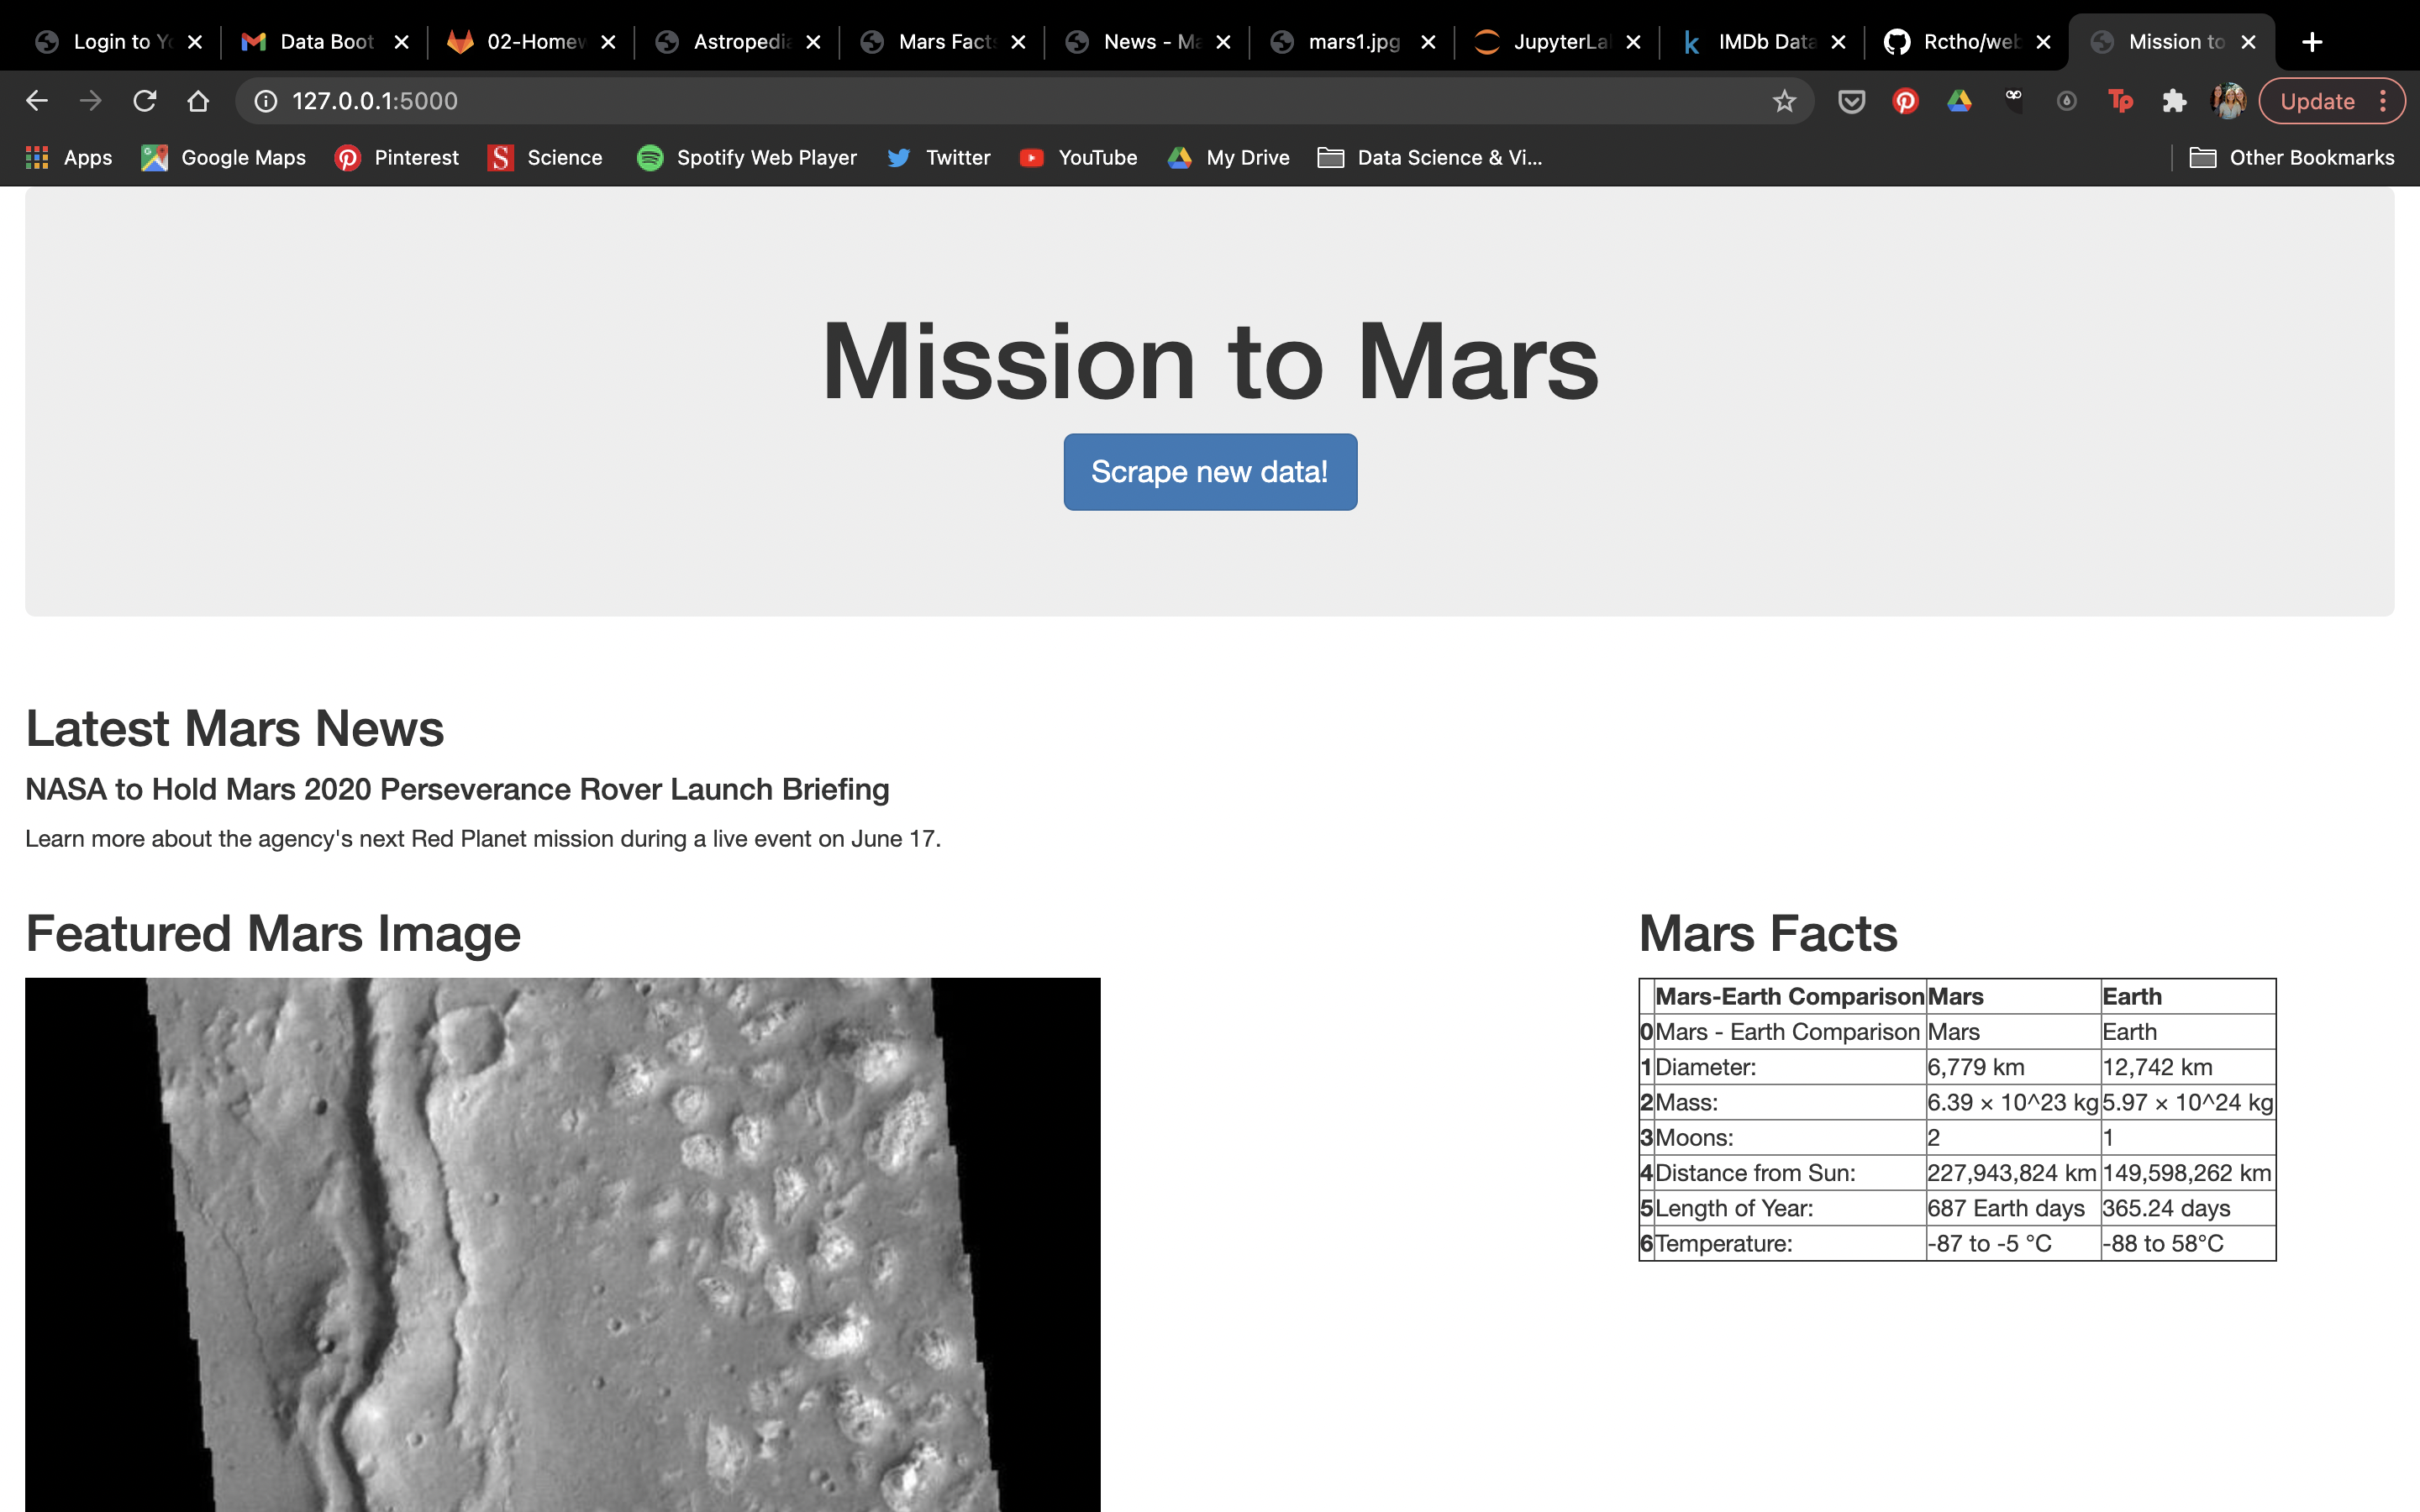 Login to Yo
Data Boot
02-Homew
Astropedia
Mars Facts
News - Ma
mars1.jpg
JupyterLa
IMDb Data
Rctho/web
Mission to
127.0.0.1:5000
Tp
Update
Apps
Google Maps
Pinterest
S Science
Spotify Web Player
Twitter
YouTube
My Drive
Data Science & Vi...
Other Bookmarks
Mission to Mars
Scrape new data!
Latest Mars News
NASA to Hold Mars 2020 Perseverance Rover Launch Briefing
Learn more about the agency's next Red Planet mission during a live event on June 17.
Featured Mars Image
Mars Facts
Mars-Earth Comparison Mars Earth
0 Mars - Earth Comparison Mars Earth
1 Diameter: 6,779 km 12,742 km
2 Mass: 6.39 × 10^23 kg 5.97 × 10^24 kg
3 Moons: 2 1
4 Distance from Sun: 227,943,824 km 149,598,262 km
5 Length of Year: 687 Earth days 365.24 days
6 Temperature: -87 to -5 °C -88 to 58°C